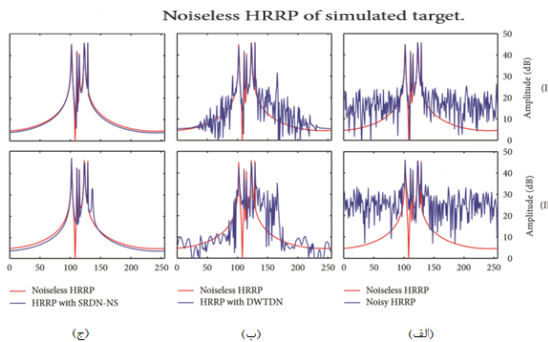 Noiseless HRRP of simulated target.
50
40
30
20
10
0
Amplitude (dB)
(I
50
40
30
20
10
0
Amplitude (dB)
(II
0 50 100 150 200 250
0 50 100 150 200 250
0 50 100 150 200 250
Noiseless HRRP
HRRP with SRDN-NS
Noiseless HRRP
HRRP with DWTDN
Noiseless HRRP
Noisy HRRP
(ج)
(ب)
(الف)